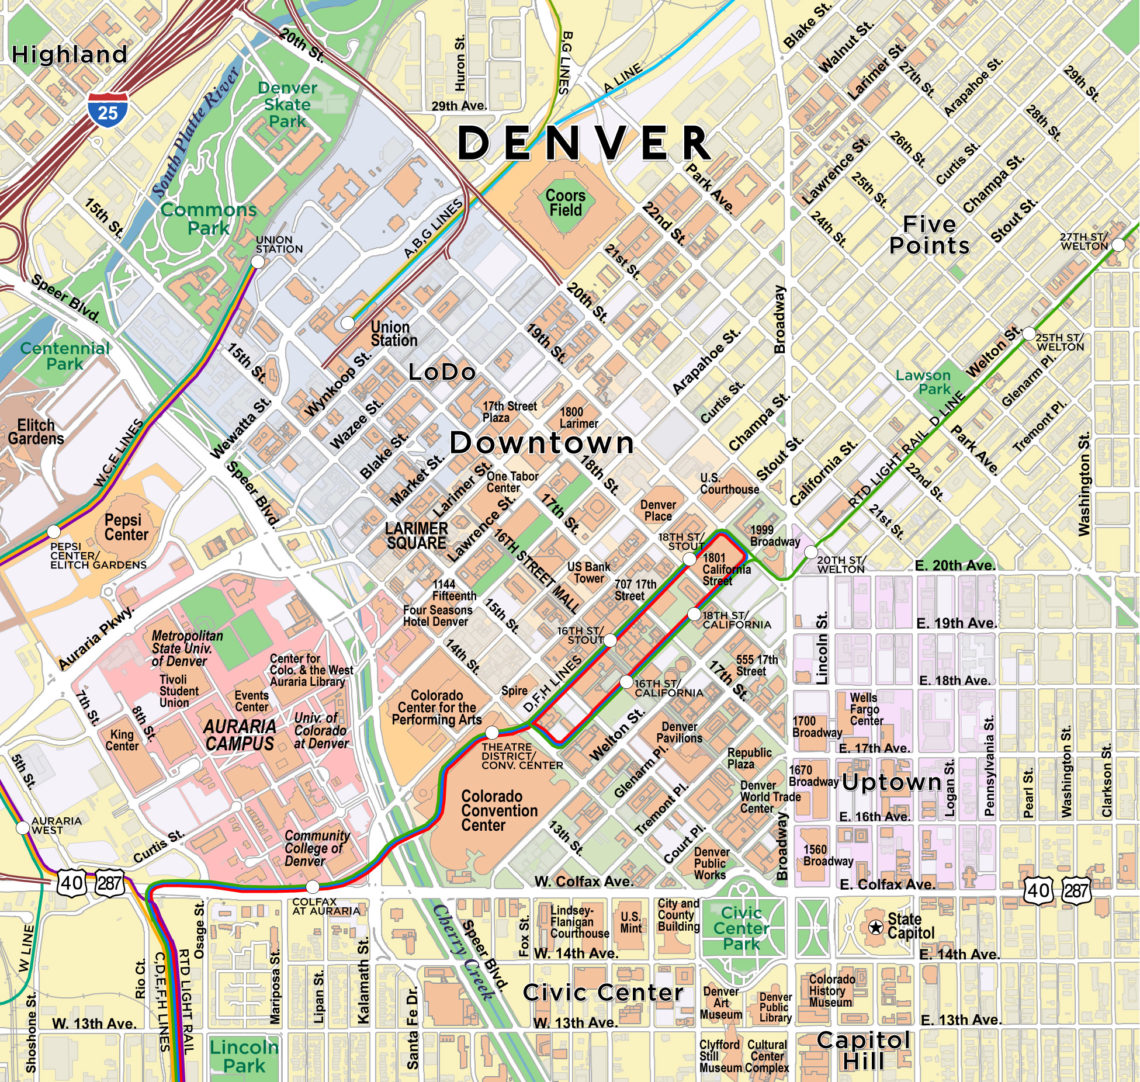 Highland
20th St.
Huron St.
B,G LINES
A LINE
Blake St.
Walnut St.
Larimer St.
27th St.
Arapahoe St.
29th St.
25
South Platte River
Denver
Skate
Park
29th Ave.
DENVER
28th St.
26th St.
Curtis St.
Champa St.
Lawrence St.
25th St.
Stout St.
Park Ave.
Coors
Field
15th St.
Commons
Park
UNION
STATION
A,B,G LINES
22nd St.
24th St.
Five
Points
27TH ST/
WELTON
21st St.
Speer Blvd.
20th St.
Broadway
Union
Station
19th St.
Arapahoe St.
Welton St.
25TH ST/
WELTON
Centennial
Park
15th St.
Wynkoop St.
LoDo
Curtis St.
Lawson
Park
Glenarm Pl.
Elitch
Gardens
Wewatta St.
Wazee St.
17th Street
Plaza
1800
Larimer
Champa St.
Tremont Pl.
W,C,E LINES
Blake St.
Downtown
Stout St.
RTD LIGHT RAIL D LINE
Park Ave.
Washington St.
Speer Blvd.
Market St.
Larimer St.
One Tabor
Center
18th St.
U.S.
Courthouse
California St.
22nd St.
Pepsi
Center
LARIMER
SQUARE
Lawrence St.
17th St.
Denver
Place
21st St.
PEPSI
CENTER/
ELITCH GARDENS
16TH STREET MALL
18TH ST/
STOUT
1999
Broadway
20TH ST/
WELTON
E. 20th Ave.
US Bank
Tower
1801
California
Street
1144
Fifteenth
707 17th
Street
Four Seasons
Hotel Denver
15th St.
Auraria Pkwy.
Metropolitan
State Univ.
of Denver
14th St.
16TH ST/
STOUT
18TH ST/
CALIFORNIA
Lincoln St.
E. 19th Ave.
Center for
Colo. & the West
Auraria Library
Tivoli
Student
Union
Event
Center
555 17th
Street
17th St.
E. 18th Ave.
7th St.
8th St.
Colorado
Center for the
Performing Arts
Spire
D,F,H LINES
16TH ST/
CALIFORNIA
Wells
Fargo
Center
AURARIA
CAMPUS
Univ. of
Colorado
at Denver
King
Center
THEATRE
DISTRICT/
CONV. CENTER
Welton St.
Denver
Pavilions
1700
Broadway
E. 17th Ave.
5th St.
Glenarm Pl.
Republic
Plaza
1670
Broadway
Uptown
Logan St.
Pennsylvania St.
Pearl St.
Washington St.
Clarkson St.
Colorado
Convention
Center
Tremont Pl.
Denver
World Trade
Center
E. 16th Ave.
AURARIA
WEST
Curtis St.
Community
College of
Denver
13th St.
Court Pl.
Denver
Public
Works
Broadway
1560
Broadway
40
287
W. Colfax Ave.
E. Colfax Ave.
40
287
COLFAX
AT AURARIA
W LINE
Osage St.
Cherry Creek
Speer Blvd
Fox St.
Lindsey-
Flanigan
Courthouse
U.S.
Mint
City and
County
Building
Civic
Center
Park
State
Capitol
W. 14th Ave.
E. 14th Ave.
Rio Ct.
C,D,E,F,H LINES
RTD LIGHT RAIL
Mariposa St.
Lipan St.
Kalamath St.
Santa Fe Dr.
Shoshone St.
Civic Center
Denver
Art
Museum
Denver
Public
Library
Colorado
History
Museum
W. 13th Ave.
W. 13th Ave.
E. 13th Ave.
Lincoln
Park
Clyfford
Still
Museum
Cultural
Center
Complex
Capitol
Hill